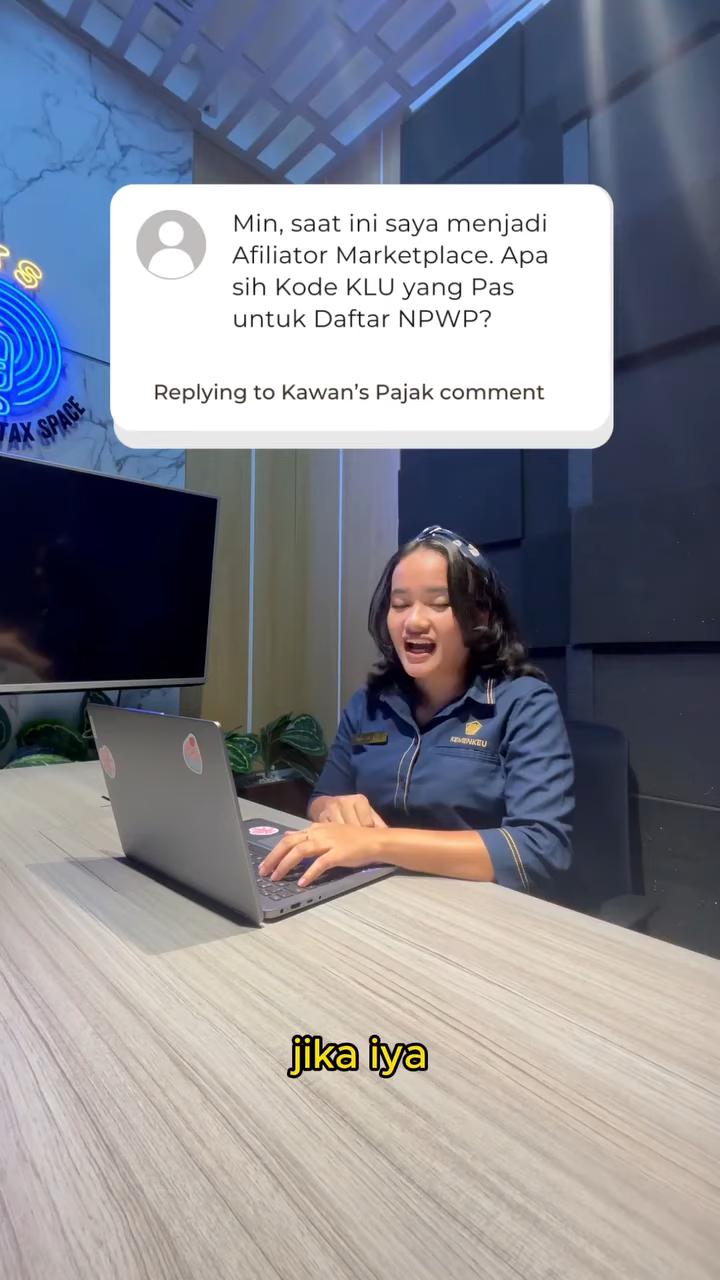 Min, saat ini saya menjadi
Afiliator Marketplace. Apa
sih Kode KLU yang Pas
untuk Daftar NPWP?
Replying to Kawan's Pajak comment
TAX SPACE
KEMENKEU
jika iya